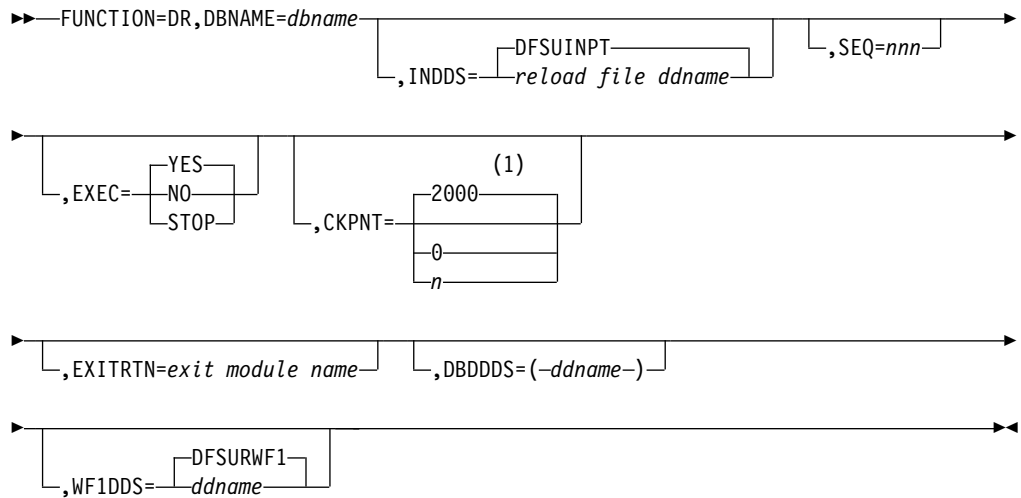 FUNCTION=DR,DBNAME=dbname
,INDDS=
DFSUINPT
reload file ddname
,SEQ=nnn
,EXEC=
YES
NO
STOP
,CKPNT=
(1)
2000
0
n
,EXITRTN=exit module name
,DBDDDS=(ddname)
,WF1DDS=
DFSURWF1
ddname